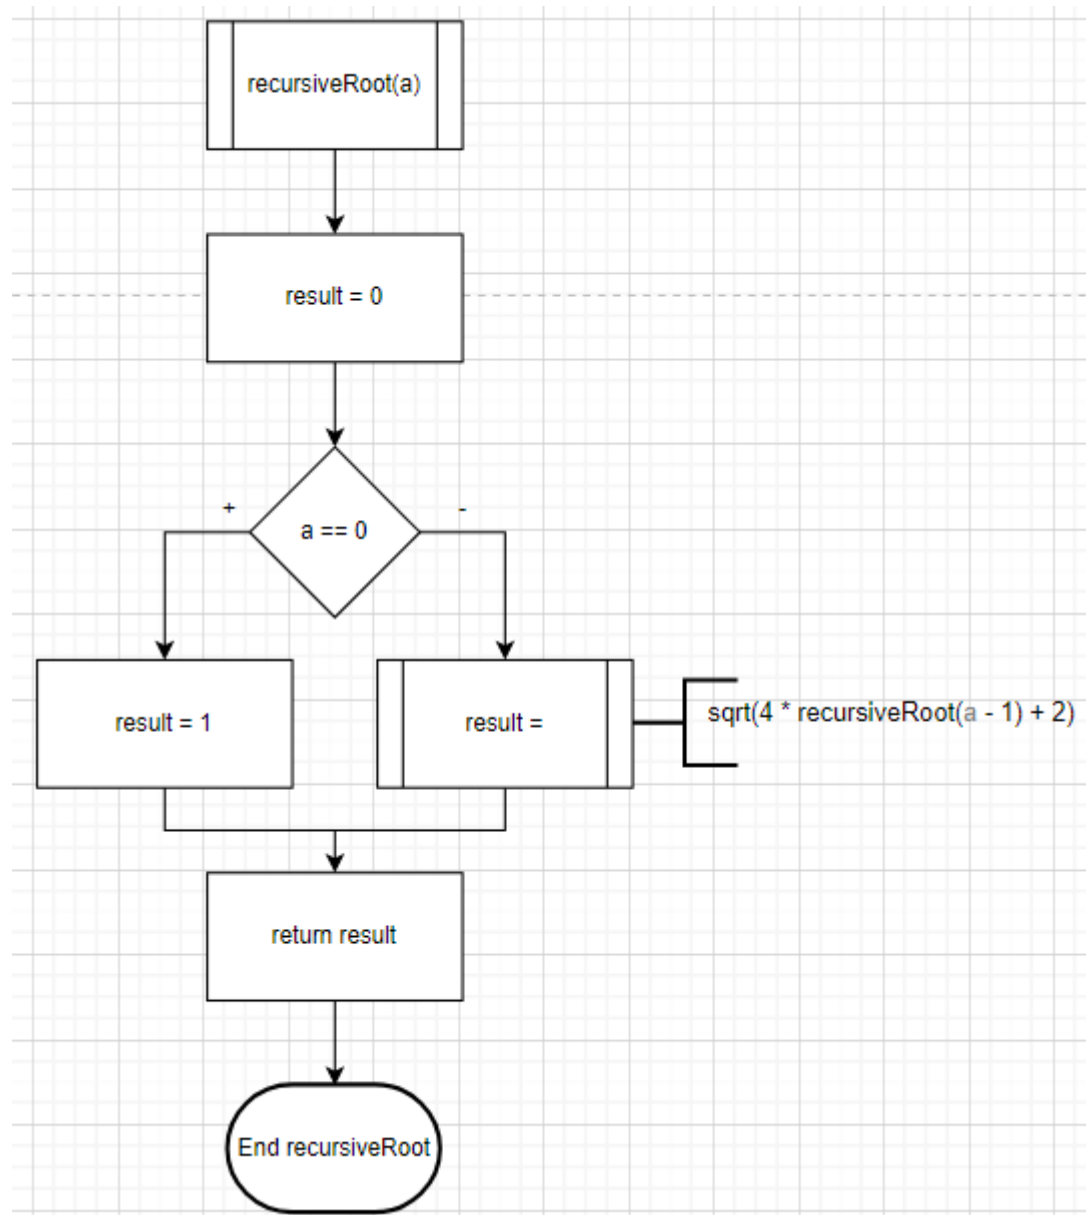 recursiveRoot(a)
result = 0
+
-
a == 0
result = 1
result =
sqrt(4 * recursiveRoot(a - 1) + 2)
return result
End recursiveRoot